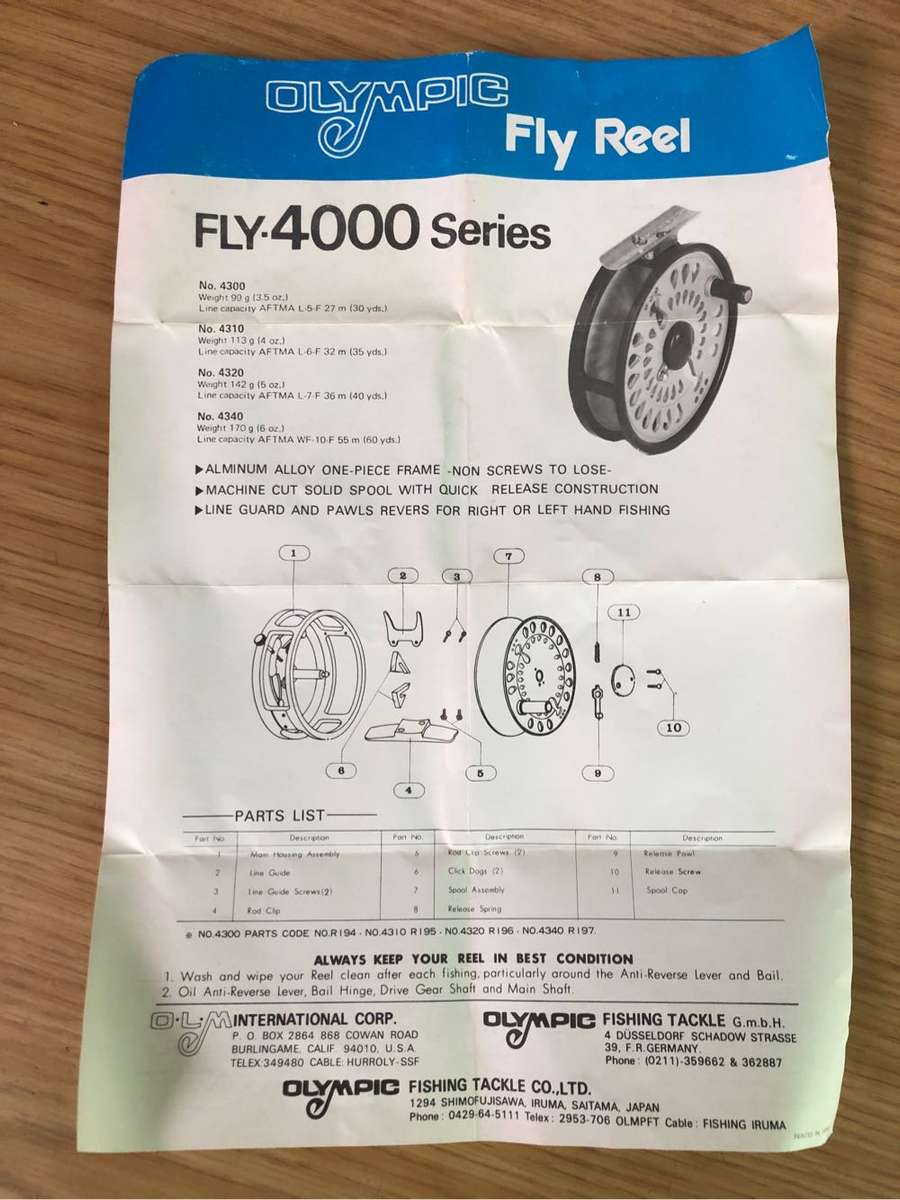 OLYMPIC
Fly Reel
FLY-4000 Series
No. 4300
Weight 99 g (3.5 oz.)
Line capacity AFTMA L-5-F 27 m (30 yds.)
No. 4310
Weight 113 g (4 oz.)
Line capacity AFTMA L-6-F 32 m (35 yds.)
No. 4320
Weight 142 g (5 oz.)
Line capacity AFTMA L-7-F 36 m (40 yds.)
No. 4340
Weight 170 g (6 oz.)
Line capacity AFTMA WF-10-F 55 m (60 yds.)
▶ALMINUM ALLOY ONE-PIECE FRAME -NON SCREWS TO LOSE-
▶MACHINE CUT SOLID SPOOL WITH QUICK RELEASE CONSTRUCTION
▶LINE GUARD AND PAWLS REVERS FOR RIGHT OR LEFT HAND FISHING
1 2 3 7 8 11
6 4 5 9 10
PARTS LIST
Part No. Description Part No. Description Part No. Description
1 Main Housing Assembly 5 Rod Clip Screws (2) 9 Release Pawl
2 Line Guide 6 Click Dogs (2) 10 Release Screw
3 Line Guide Screws(2) 7 Spool Assembly 11 Spool Cap
4 Rod Clip 8 Release Spring
※ NO.4300 PARTS CODE NO.R194 · NO.4310 R195 · NO.4320 R196 · NO.4340 R197.
ALWAYS KEEP YOUR REEL IN BEST CONDITION
1. Wash and wipe your Reel clean after each fishing, particularly around the Anti-Reverse Lever and Bail.
2. Oil Anti-Reverse Lever, Bail Hinge, Drive Gear Shaft and Main Shaft.
O·L·M INTERNATIONAL CORP.
P. O. BOX 2864 868 COWAN ROAD
BURLINGAME, CALIF 94010, U.S.A.
TELEX:349480 CABLE: HURROLY-SSF
OLYMPIC FISHING TACKLE G.m.b.H.
4 DÜSSELDORF SCHADOW STRASSE
39, F.R.GERMANY.
Phone: (0211)-359662 & 362887
OLYMPIC FISHING TACKLE CO.,LTD.
1294 SHIMOFUJISAWA, IRUMA, SAITAMA, JAPAN
Phone: 0429-64-5111 Telex: 2953-706 OLMPFT Cable: FISHING IRUMA